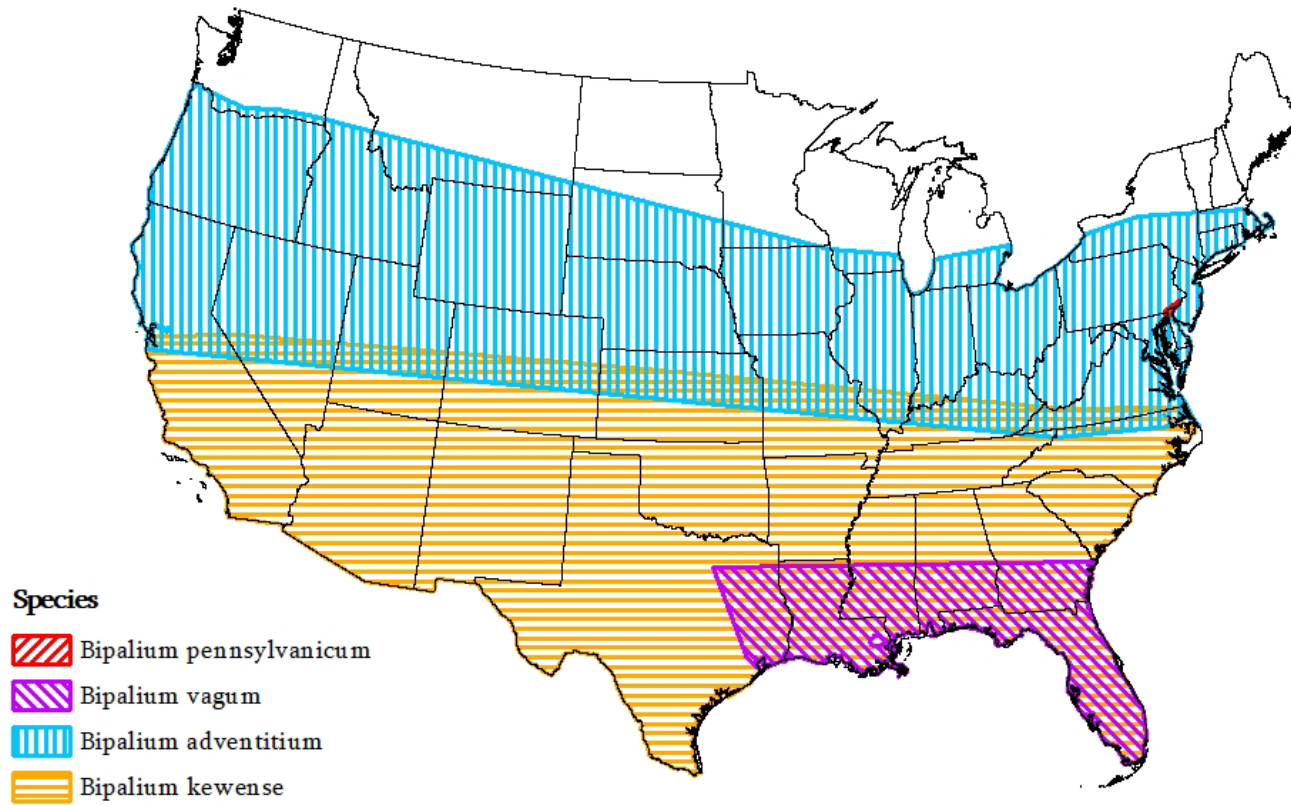 Species
Bipalium pennsylvanicum
Bipalium vagum
Bipalium adventitium
Bipalium kewense